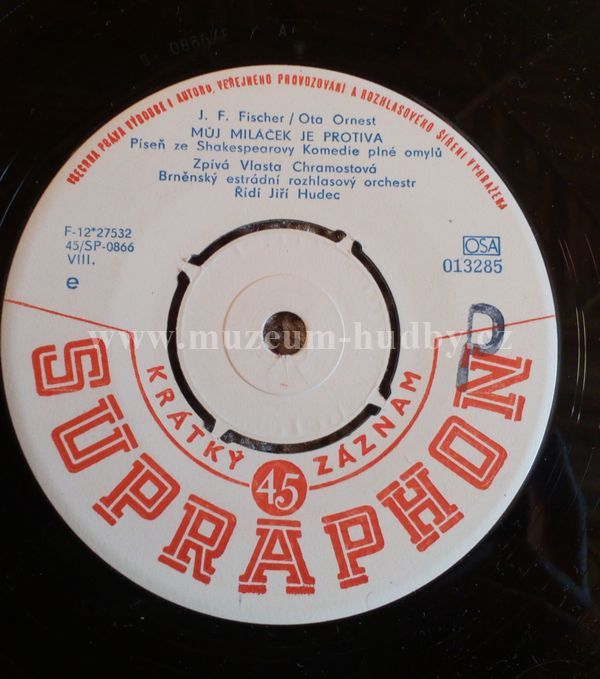 VŠECHNA PRÁVA VÝROBCE I AUTORŮ, VEŘEJNÉHO PROVOZOVÁNÍ A ROZHLASOVÉHO ŠÍŘENÍ VYHRAŽENA
J. F. Fischer/Ota Ornest
MŮJ MILÁČEK JE PROTIVA
Píseň ze Shakespearovy Komedie plné omylů
Zpívá Vlasta Chramostová
Brněnský estrádní rozhlasový orchestr
Řídí Jiří Hudec
F-12*27532
45/SP-0866
VIII.
e
OSA
013285
www.muzeum-hudby.cz
P
KRÁTKÝ 45 ZÁZNAM
SUPRAPHON